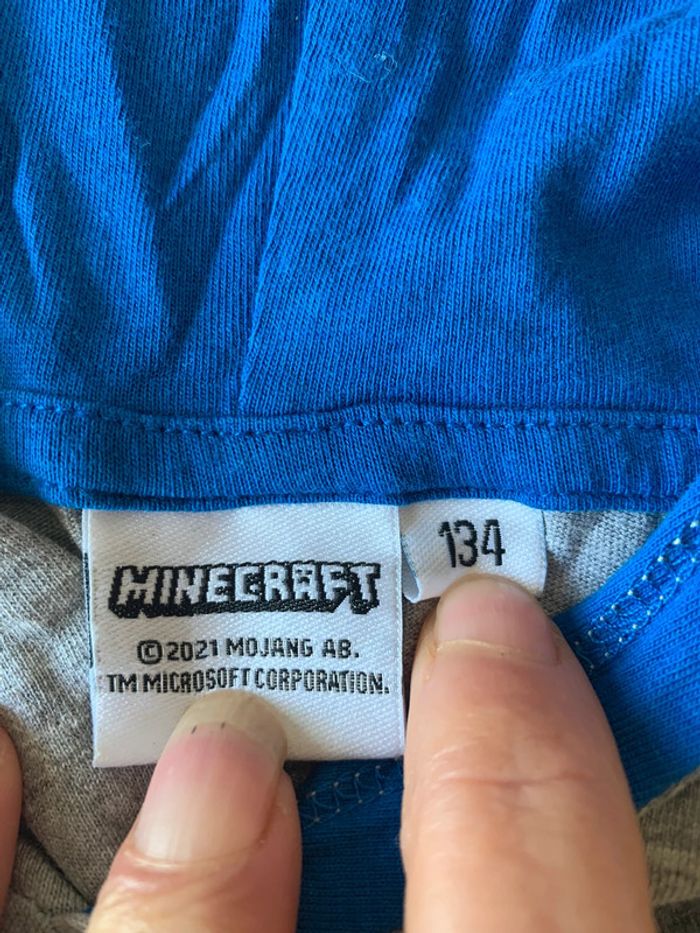 MINECRAFT
©2021 MOJANG AB.
TM MICROSOFT CORPORATION.
134